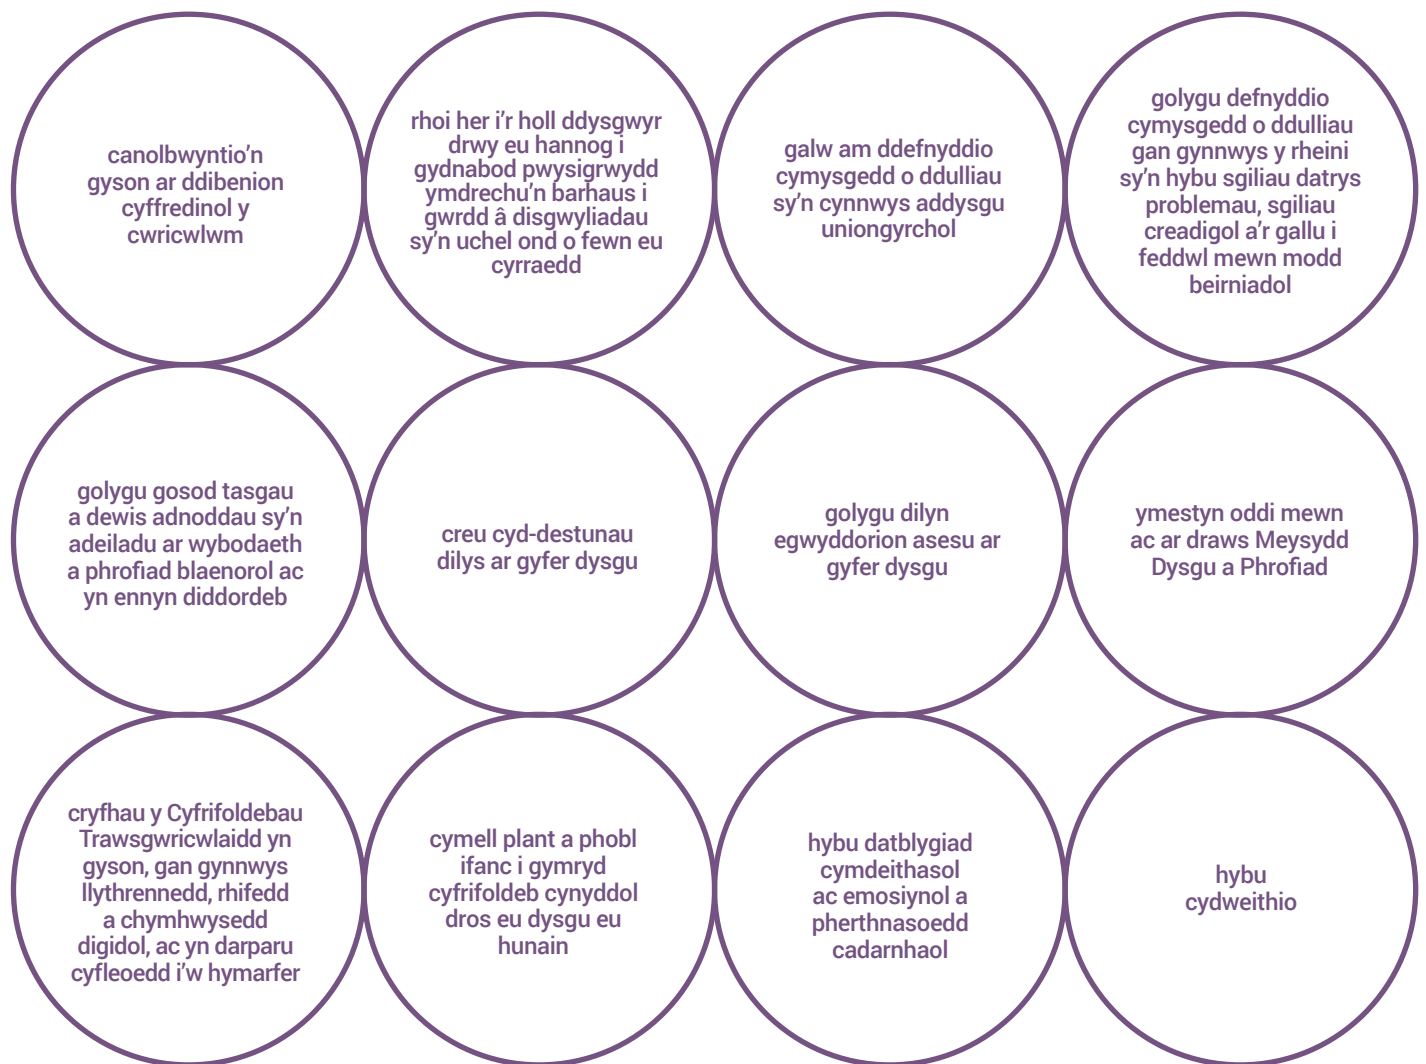 canolbwyntio'n
gyson ar ddibenion
cyffredinol y
cwricwlwm
rhoi her i'r holl ddysgwyr
drwy eu hannog i
gydnabod pwysigrwydd
ymdrechu'n barhaus i
gwrdd â disgwyliadau
sy'n uchel ond o fewn eu
cyrraedd
galw am ddefnyddio
cymysgedd o ddulliau
sy'n cynnwys addysgu
uniongyrchol
golygu defnyddio
cymysgedd o ddulliau
gan gynnwys y rheini
sy'n hybu sgiliau datrys
problemau, sgiliau
creadigol a'r gallu i
feddwl mewn modd
beirniadol
golygu gosod tasgau
a dewis adnoddau sy'n
adeiladu ar wybodaeth
a phrofiad blaenorol ac
yn ennyn diddordeb
creu cyd-destunau
dilys ar gyfer dysgu
golygu dilyn
egwyddorion asesu ar
gyfer dysgu
ymestyn oddi mewn
ac ar draws Meysydd
Dysgu a Phrofiad
cryfhau y Cyfrifoldebau
Trawsgwricwlaidd yn
gyson, gan gynnwys
llythrennedd, rhifedd
a chymhwysedd
digidol, ac yn darparu
cyfleoedd i'w hymarfer
cymell plant a phobl
ifanc i gymryd
cyfrifoldeb cynyddol
dros eu dysgu eu
hunain
hybu datblygiad
cymdeithasol
ac emosiynol a
pherthnasoedd
cadarnhaol
hybu
cydweithio